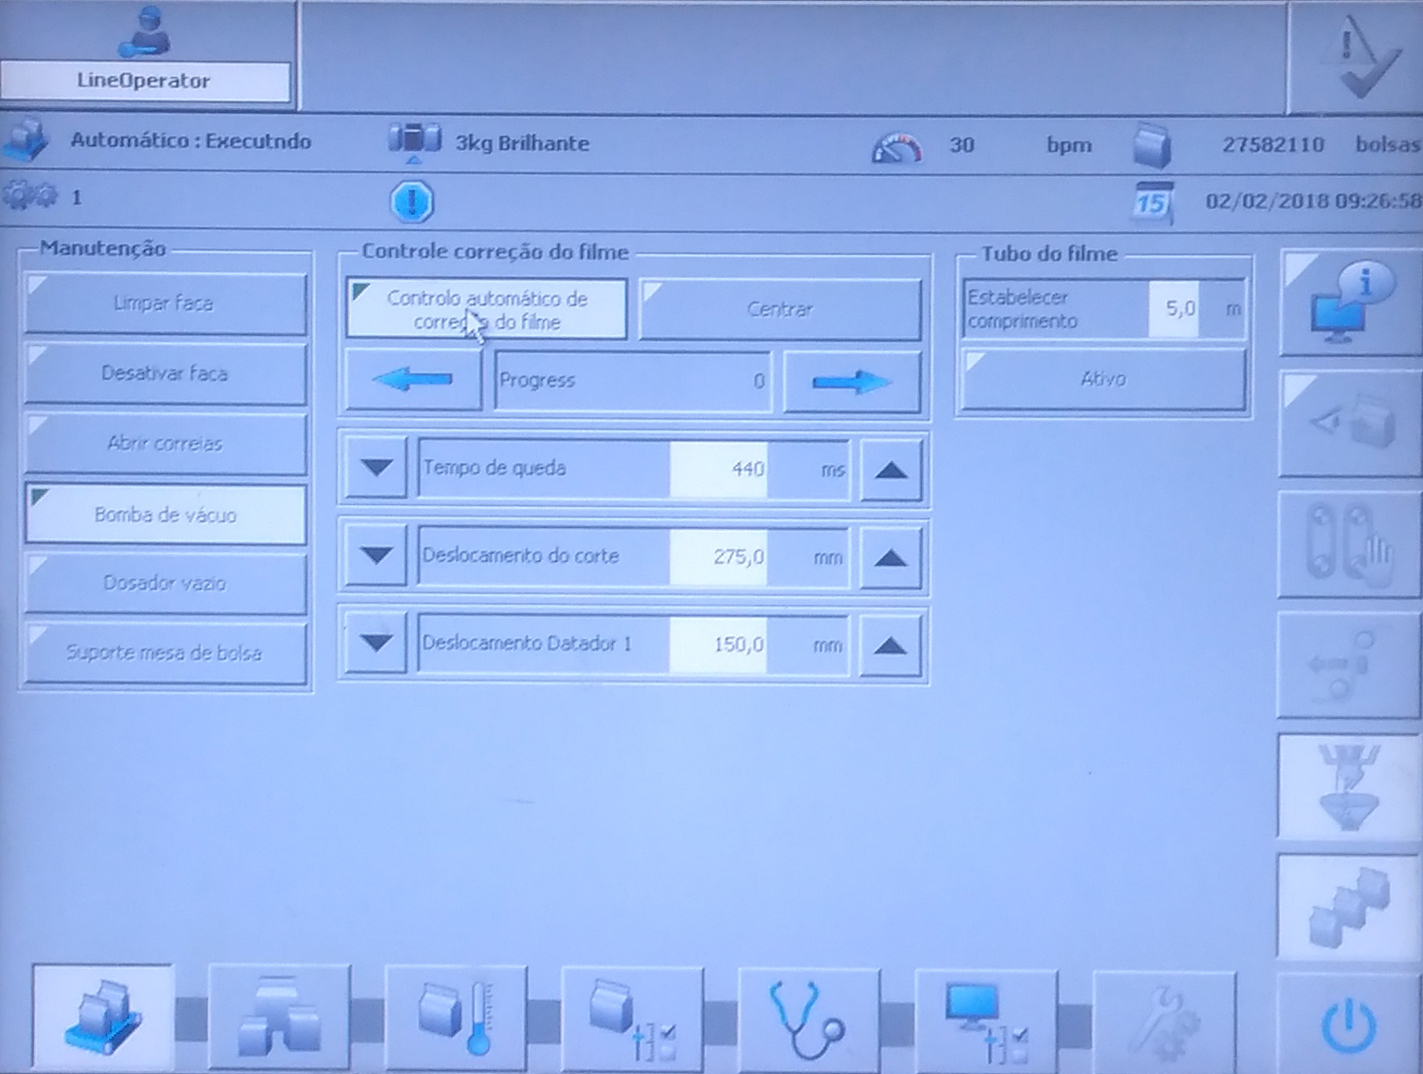 LineOperator
Automático : Executndo
3kg Brilhante
30 bpm
27582110 bolsas
1
15
02/02/2018 09:26:58
Manutenção
Limpar faca
Desativar faca
Abrir correias
Bomba de vácuo
Dosador vazio
Suporte mesa de bolsa
Controle correção do filme
Controlo automático de
correção do filme
Centrar
Progress 0
Tempo de queda 440 ms
Deslocamento do corte 275,0 mm
Deslocamento Datador 1 150,0 mm
Tubo do filme
Estabelecer
comprimento
5,0 m
Ativo